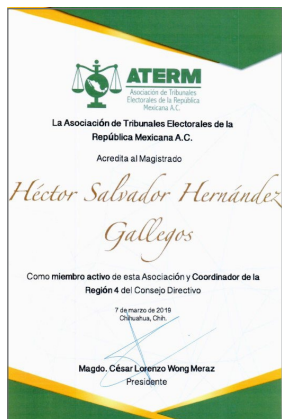 ATERM
Asociación de Tribunales
Electorales de la República
Mexicana A.C.
La Asociación de Tribunales Electorales de la
República Mexicana A.C.
Acredita al Magistrado
Héctor Salvador Hernández
Gallegos
Como miembro activo de esta Asociación y Coordinador de la
Región 4 del Consejo Directivo
7 de marzo de 2019
Chihuahua, Chih.
Magdo. César Lorenzo Wong Meraz
Presidente